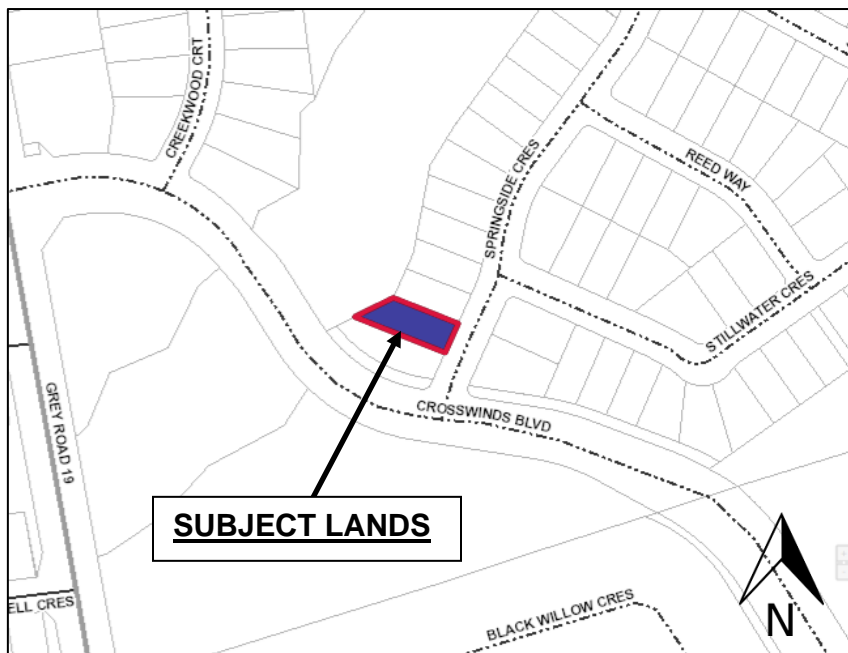 CREEKWOOD CRT
SPRINGSIDE CRES
REED WAY
STILLWATER CRES
GREY ROAD 19
CROSSWINDS BLVD
SUBJECT LANDS
ELL CRES
BLACK WILLOW CRES
N